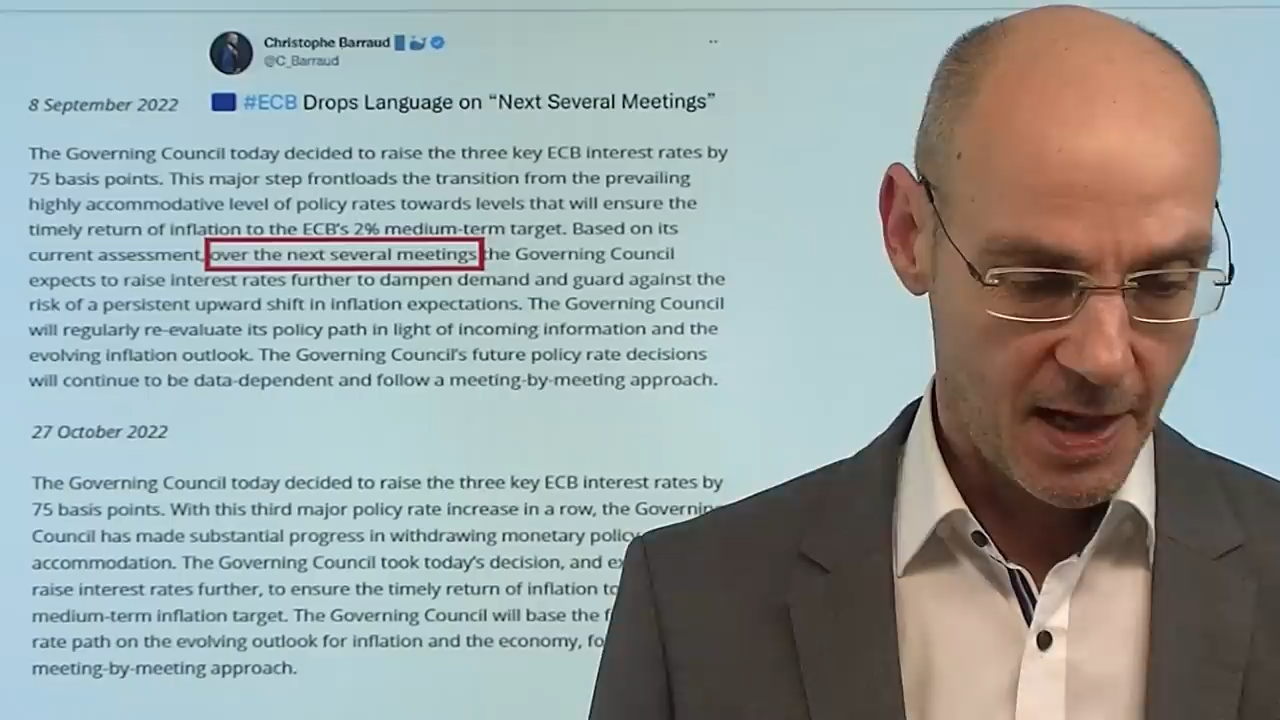 Christophe Barraud
@C_Barraud
8 September 2022
#ECB Drops Language on “Next Several Meetings”
The Governing Council today decided to raise the three key ECB interest rates by
75 basis points. This major step frontloads the transition from the prevailing
highly accommodative level of policy rates towards levels that will ensure the
timely return of inflation to the ECB’s 2% medium-term target. Based on its
current assessment, over the next several meetings the Governing Council
expects to raise interest rates further to dampen demand and guard against the
risk of a persistent upward shift in inflation expectations. The Governing Council
will regularly re-evaluate its policy path in light of incoming information and the
evolving inflation outlook. The Governing Council’s future policy rate decisions
will continue to be data-dependent and follow a meeting-by-meeting approach.
27 October 2022
The Governing Council today decided to raise the three key ECB interest rates by
75 basis points. With this third major policy rate increase in a row, the Governin
Council has made substantial progress in withdrawing monetary policy
accommodation. The Governing Council took today’s decision, and ex
raise interest rates further, to ensure the timely return of inflation to
medium-term inflation target. The Governing Council will base the f
rate path on the evolving outlook for inflation and the economy, fo
meeting-by-meeting approach.